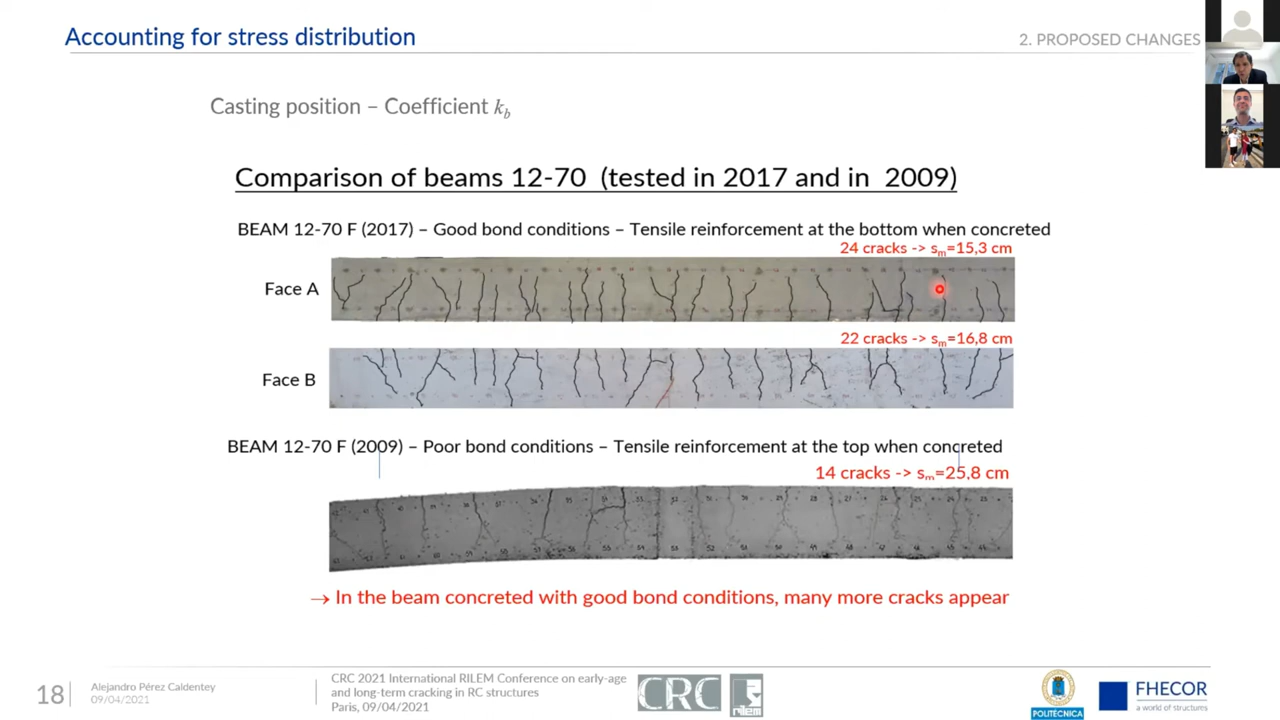 Accounting for stress distribution
2. PROPOSED CHANGES
Casting position – Coefficient kb
Comparison of beams 12-70 (tested in 2017 and in 2009)
BEAM 12-70 F (2017) – Good bond conditions – Tensile reinforcement at the bottom when concreted
24 cracks -> sm=15,3 cm
Face A
22 cracks -> sm=16,8 cm
Face B
BEAM 12-70 F (2009) – Poor bond conditions – Tensile reinforcement at the top when concreted
14 cracks -> sm=25,8 cm
→ In the beam concreted with good bond conditions, many more cracks appear
18
Alejandro Pérez Caldentey
09/04/2021
CRC 2021 International RILEM Conference on early-age
and long-term cracking in RC structures
Paris, 09/04/2021
CRC
rilem
POLITÉCNICA
FHECOR
a world of structures